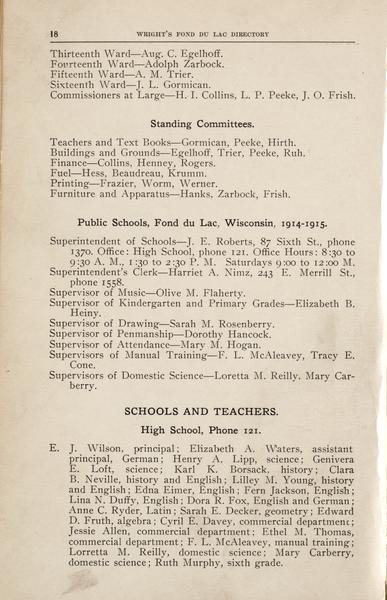 18 WRIGHT'S FOND DU LAC DIRECTORY
Thirteenth Ward—Aug. C. Egelhoff.
Fourteenth Ward—Adolph Zarbock.
Fifteenth Ward—A. M. Trier.
Sixteenth Ward—J. L. Gormican.
Commissioners at Large—H. I. Collins, L. P. Peeke, J. O. Frish.
Standing Committees.
Teachers and Text Books—Gormican, Peeke, Hirth.
Buildings and Grounds—Egelhoff, Trier, Peeke, Ruh.
Finance—Collins, Henney, Rogers.
Fuel—Hess, Beaudreau, Krumm.
Printing—Frazier, Worm, Werner.
Furniture and Apparatus—Hanks, Zarbock, Frish.
Public Schools, Fond du Lac, Wisconsin, 1914-1915.
Superintendent of Schools—J. E. Roberts, 87 Sixth St., phone
1370. Office: High School, phone 121. Office Hours: 8:30 to
9:30 A. M., 1:30 to 2:30 P. M. Saturdays 9:00 to 12:00 M.
Superintendent's Clerk—Harriet A. Nimz, 243 E. Merrill St.,
phone 1558.
Supervisor of Music—Olive M. Flaherty.
Supervisor of Kindergarten and Primary Grades—Elizabeth B.
Heiny.
Supervisor of Drawing—Sarah M. Rosenberry.
Supervisor of Penmanship—Dorothy Hancock.
Supervisor of Attendance—Mary M. Hogan.
Supervisors of Manual Training—F. L. McAleavey, Tracy E.
Cone.
Supervisors of Domestic Science—Loretta M. Reilly, Mary Car-
berry.
SCHOOLS AND TEACHERS.
High School, Phone 121.
E. J. Wilson, principal; Elizabeth A. Waters, assistant
principal, German; Henry A. Lipp, science; Genivera
E. Loft, science; Karl K. Borsack, history; Clara
B. Neville, history and English; Lilley M. Young, history
and English; Edna Eimer, English; Fern Jackson, English;
Lina N. Duffy, English; Dora R. Fox, English and German;
Anne C. Ryder, Latin; Sarah E. Decker, geometry; Edward
D. Fruth, algebra; Cyril E. Davey, commercial department;
Jessie Allen, commercial department; Ethel M. Thomas,
commercial department; F. L. McAleavey, manual training;
Lorretta M. Reilly, domestic science; Mary Carberry,
domestic science; Ruth Murphy, sixth grade.